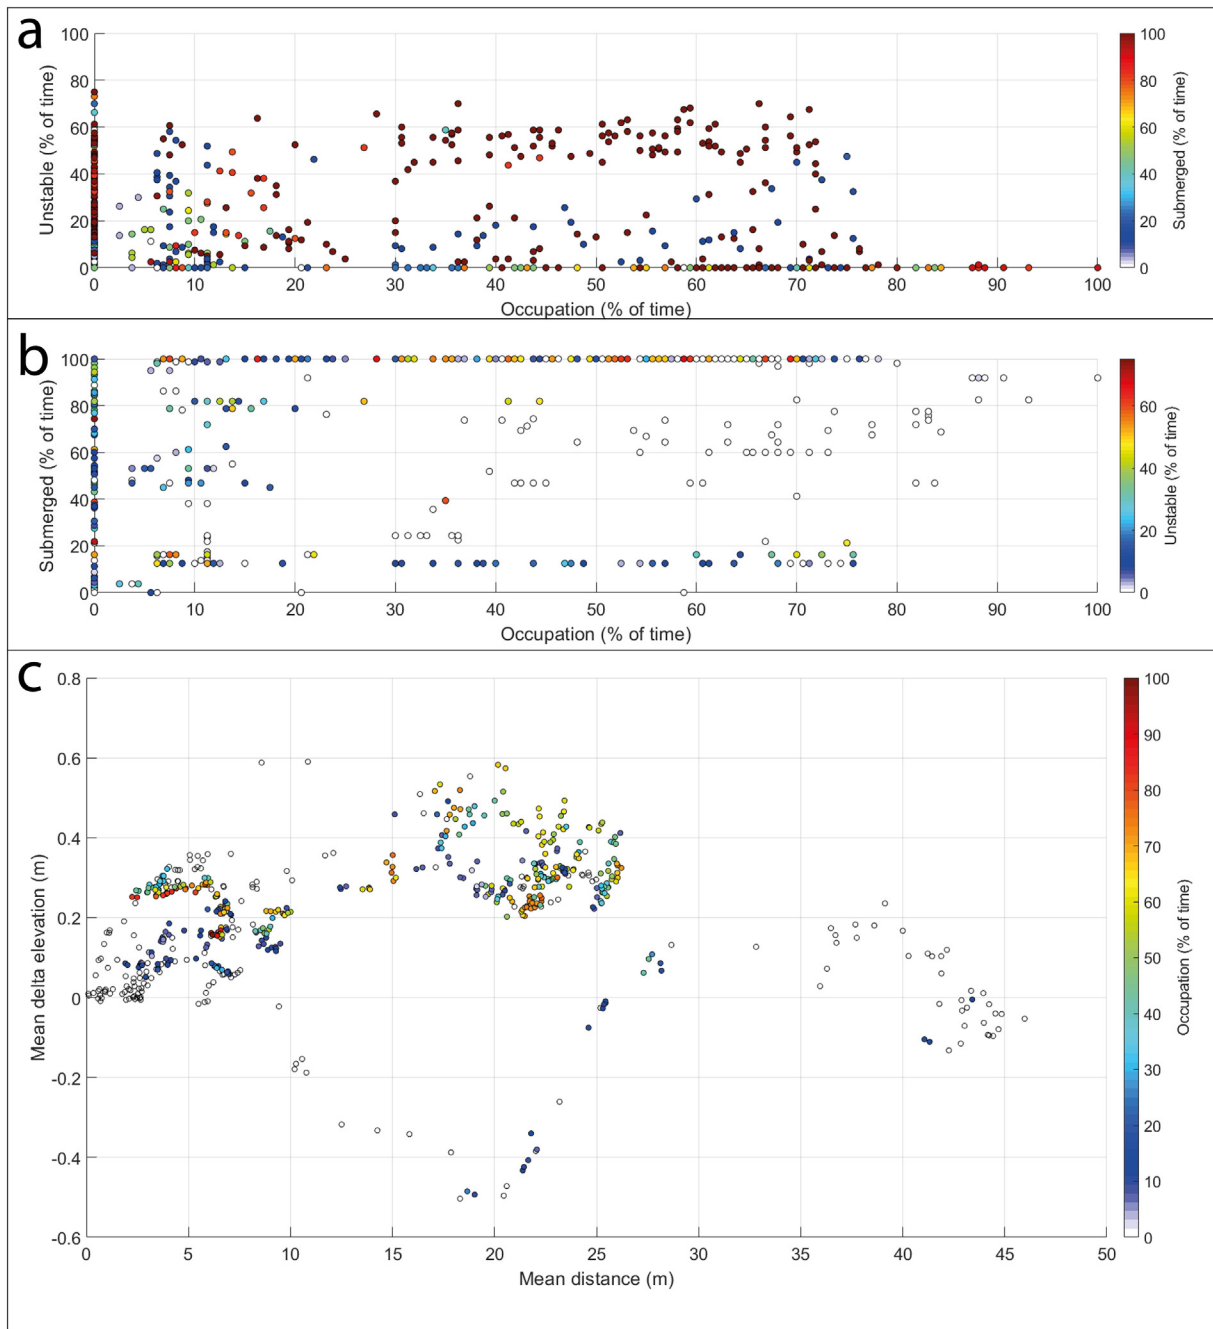 a
100
80
60
40
20
0
Unstable (% of time)
0 10 20 30 40 50 60 70 80 90 100
Occupation (% of time)
100
80
60
40
20
0
Submerged (% of time)
b
100
80
60
40
20
0
Submerged (% of time)
0 10 20 30 40 50 60 70 80 90 100
Occupation (% of time)
60
40
20
0
Unstable (% of time)
c
0.8
0.6
0.4
0.2
0
-0.2
-0.4
-0.6
Mean delta elevation (m)
0 5 10 15 20 25 30 35 40 45 50
Mean distance (m)
100
90
80
70
60
50
40
30
20
10
0
Occupation (% of time)